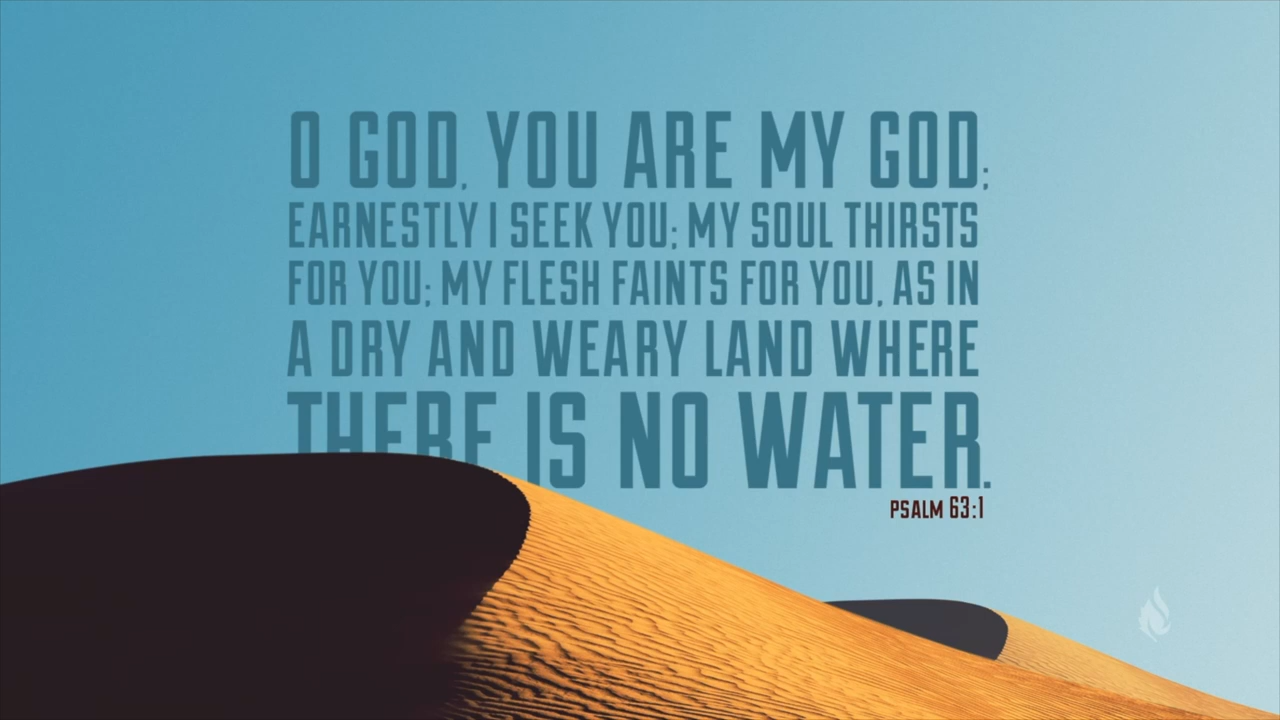 O GOD, YOU ARE MY GOD;
EARNESTLY I SEEK YOU; MY SOUL THIRSTS
FOR YOU; MY FLESH FAINTS FOR YOU, AS IN
A DRY AND WEARY LAND WHERE
THERE IS NO WATER.
PSALM 63:1